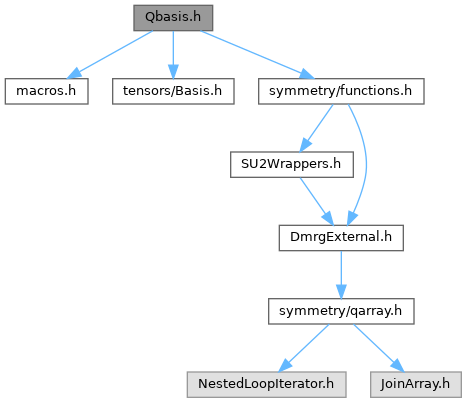 Qbasis.h
macros.h
tensors/Basis.h
symmetry/functions.h
SU2Wrappers.h
DmrgExternal.h
symmetry/qarray.h
NestedLoopIterator.h
JoinArray.h